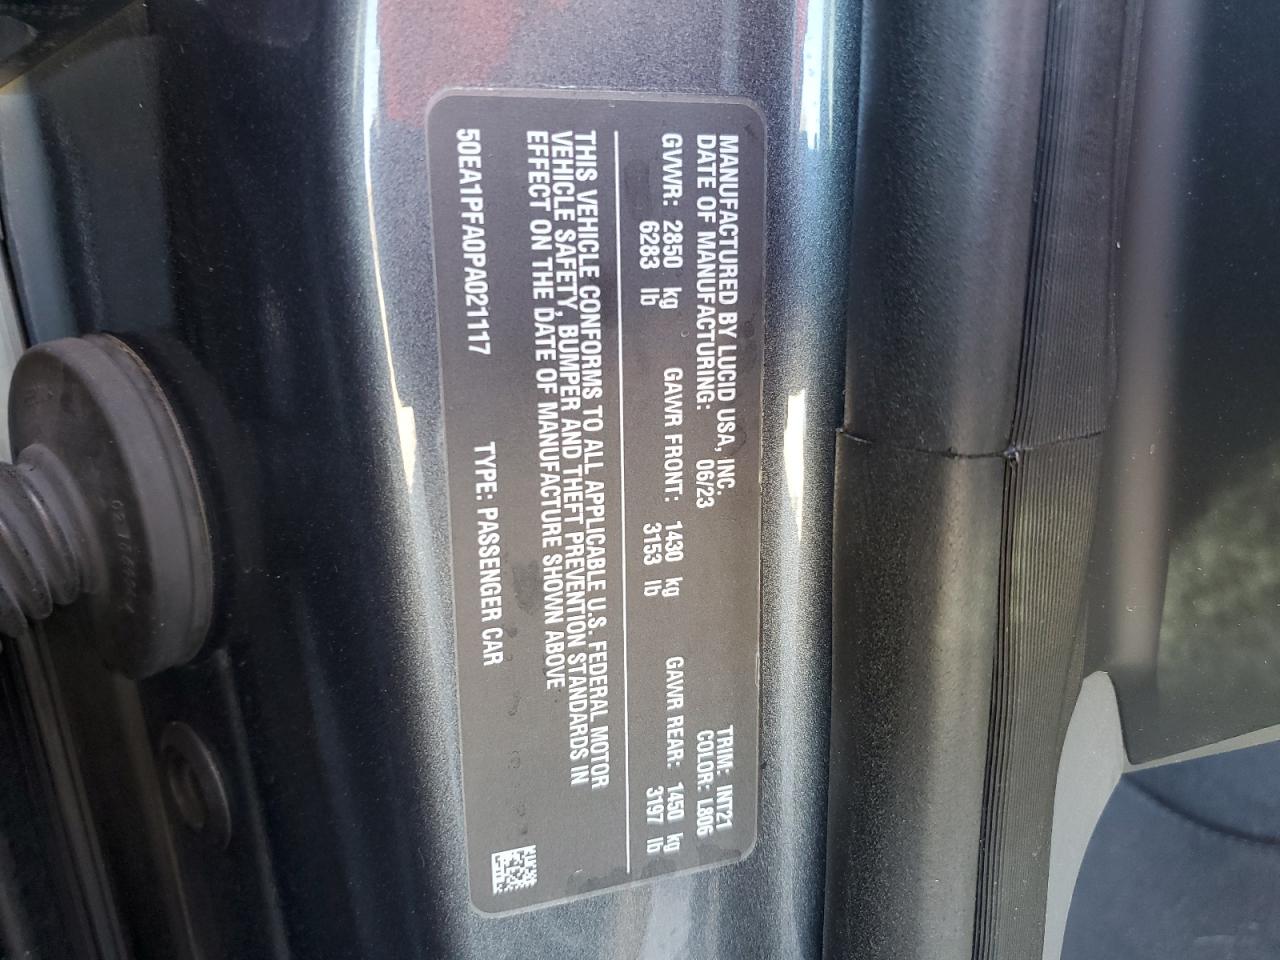 MANUFACTURED BY LUCID USA, INC. TRIM: INT21
DATE OF MANUFACTURING: 06/23 COLOR: L806
GVWR: 2850 kg GAWR FRONT: 1430 kg GAWR REAR: 1450 kg
6283 lb 3153 lb 3197 lb
THIS VEHICLE CONFORMS TO ALL APPLICABLE U.S. FEDERAL MOTOR
VEHICLE SAFETY, BUMPER AND THEFT PREVENTION STANDARDS IN
EFFECT ON THE DATE OF MANUFACTURE SHOWN ABOVE
50EA1PFA0PA021117 TYPE: PASSENGER CAR